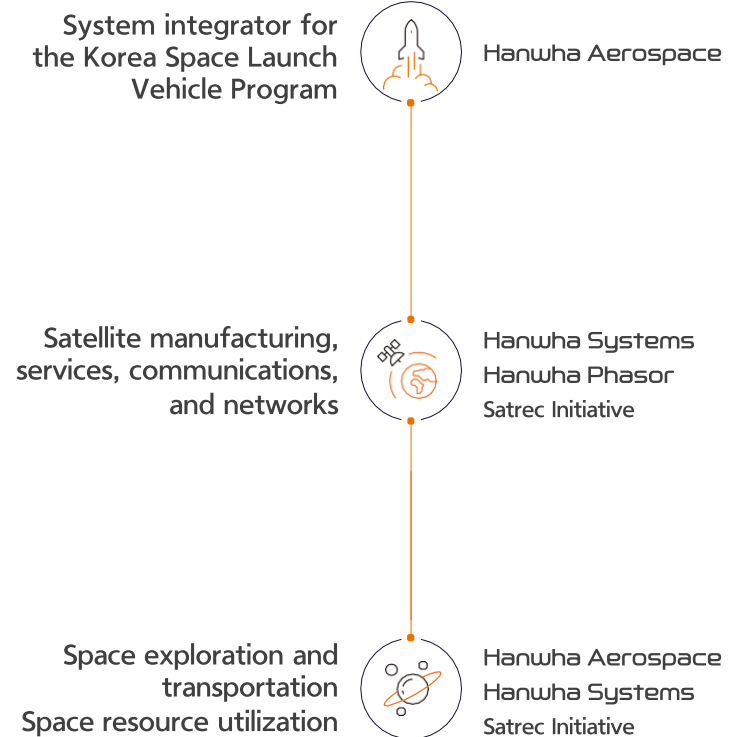 System integrator for
the Korea Space Launch
Vehicle Program
Hanwha Aerospace
Satellite manufacturing,
services, communications,
and networks
Hanwha Systems
Hanwha Phasor
Satrec Initiative
Space exploration and
transportation
Space resource utilization
Hanwha Aerospace
Hanwha Systems
Satrec Initiative